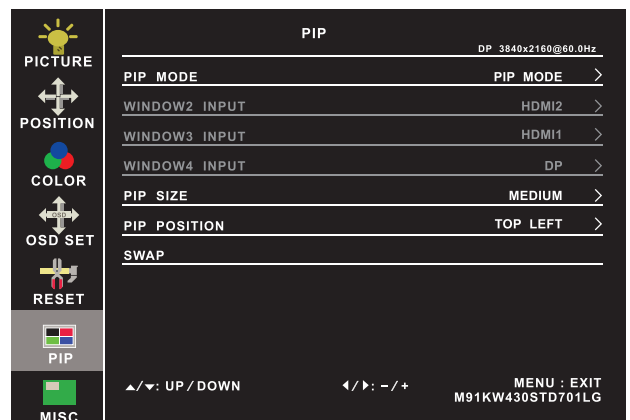 PICTURE
POSITION
COLOR
OSD
OSD SET
RESET
PIP
MISC
PIP
DP 3840x2160@60.0Hz
PIP MODE PIP MODE >
WINDOW2 INPUT HDMI2 >
WINDOW3 INPUT HDMI1 >
WINDOW4 INPUT DP >
PIP SIZE MEDIUM >
PIP POSITION TOP LEFT >
SWAP
▲/▼: UP/DOWN ◀/▶: -/+ MENU : EXIT
M91KW430STD701LG